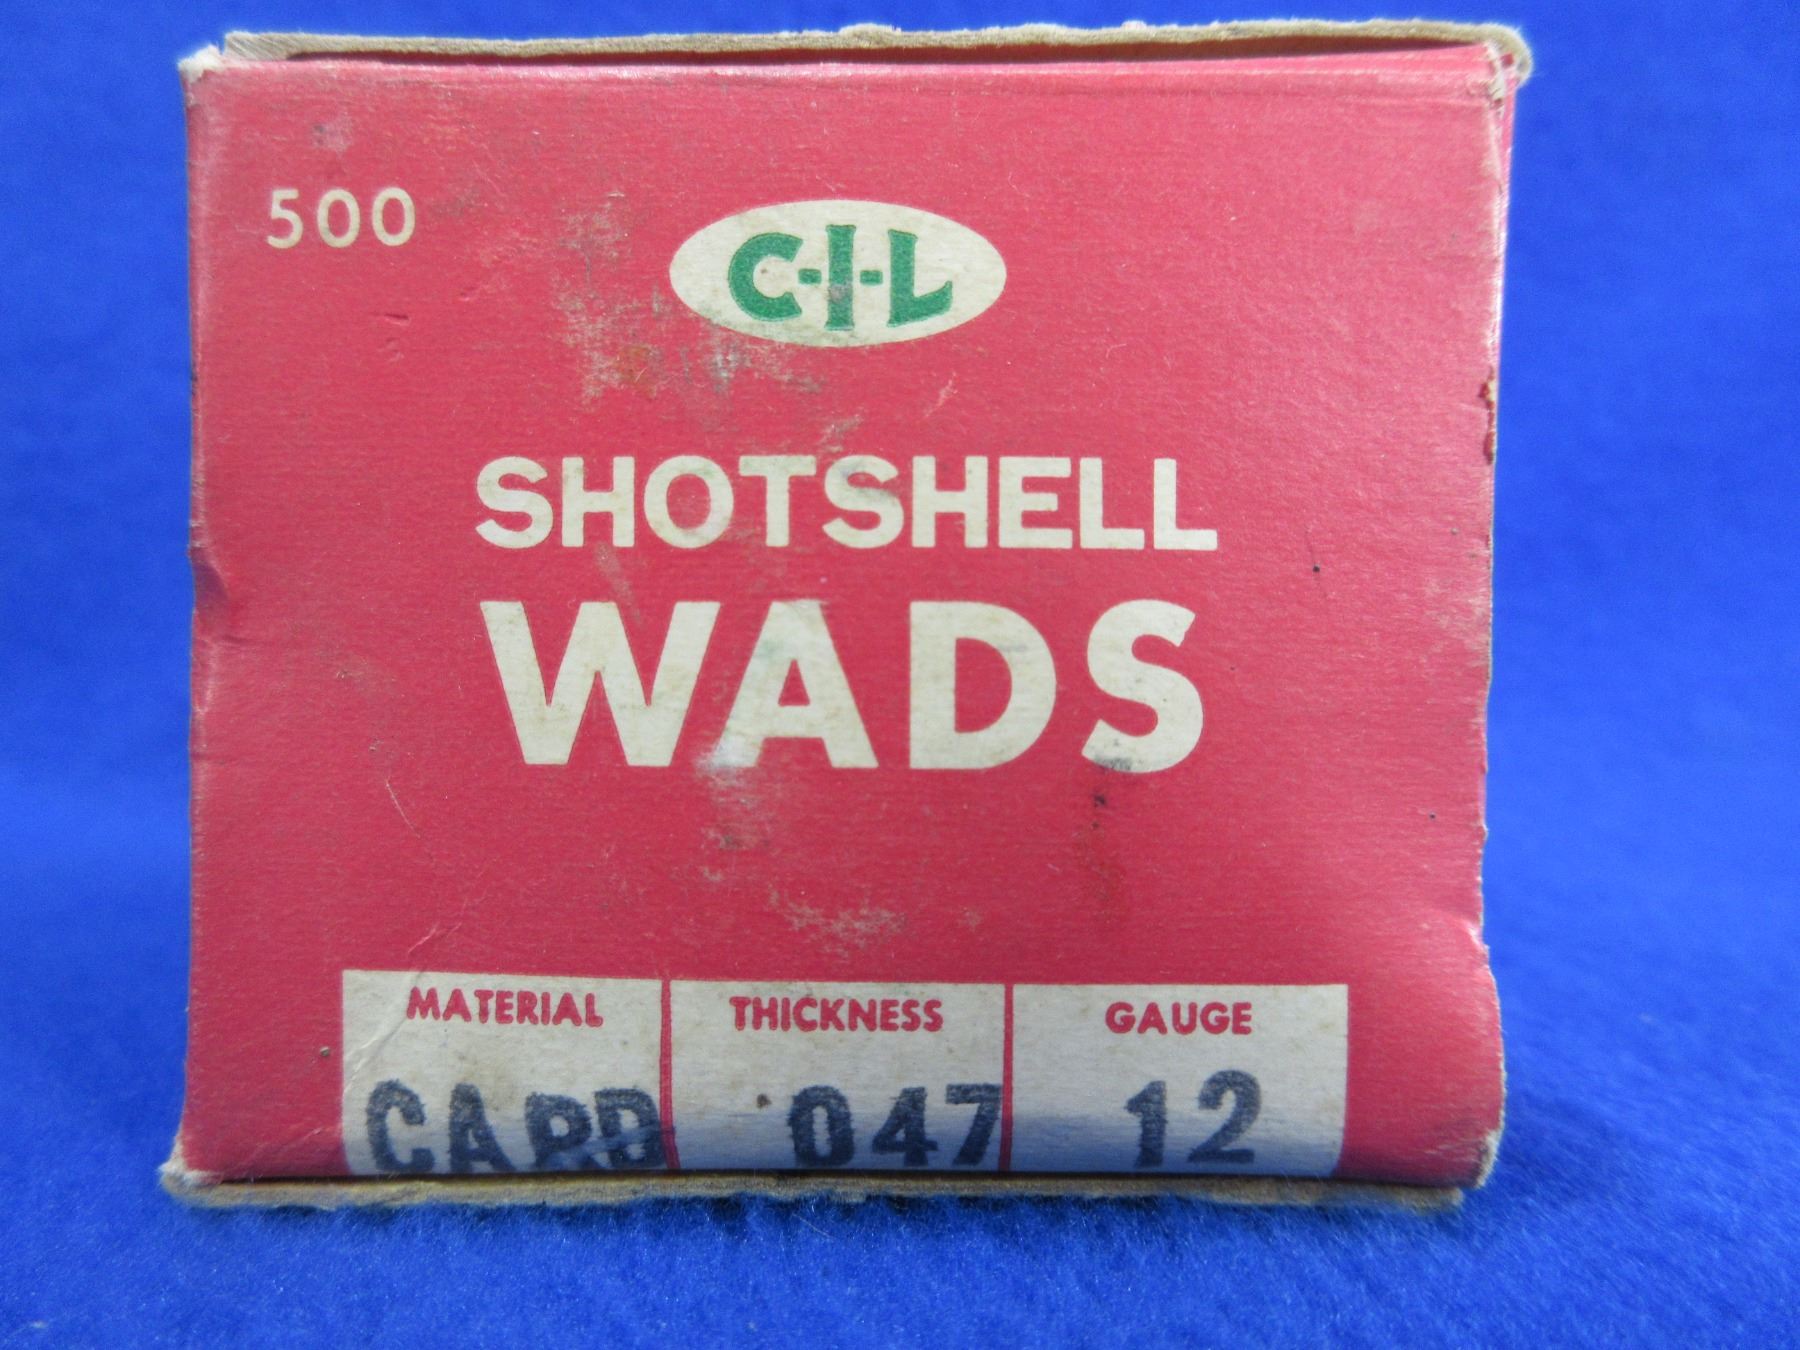 500
C-I-L
SHOTSHELL
WADS
MATERIAL THICKNESS GAUGE
CARD .047 12